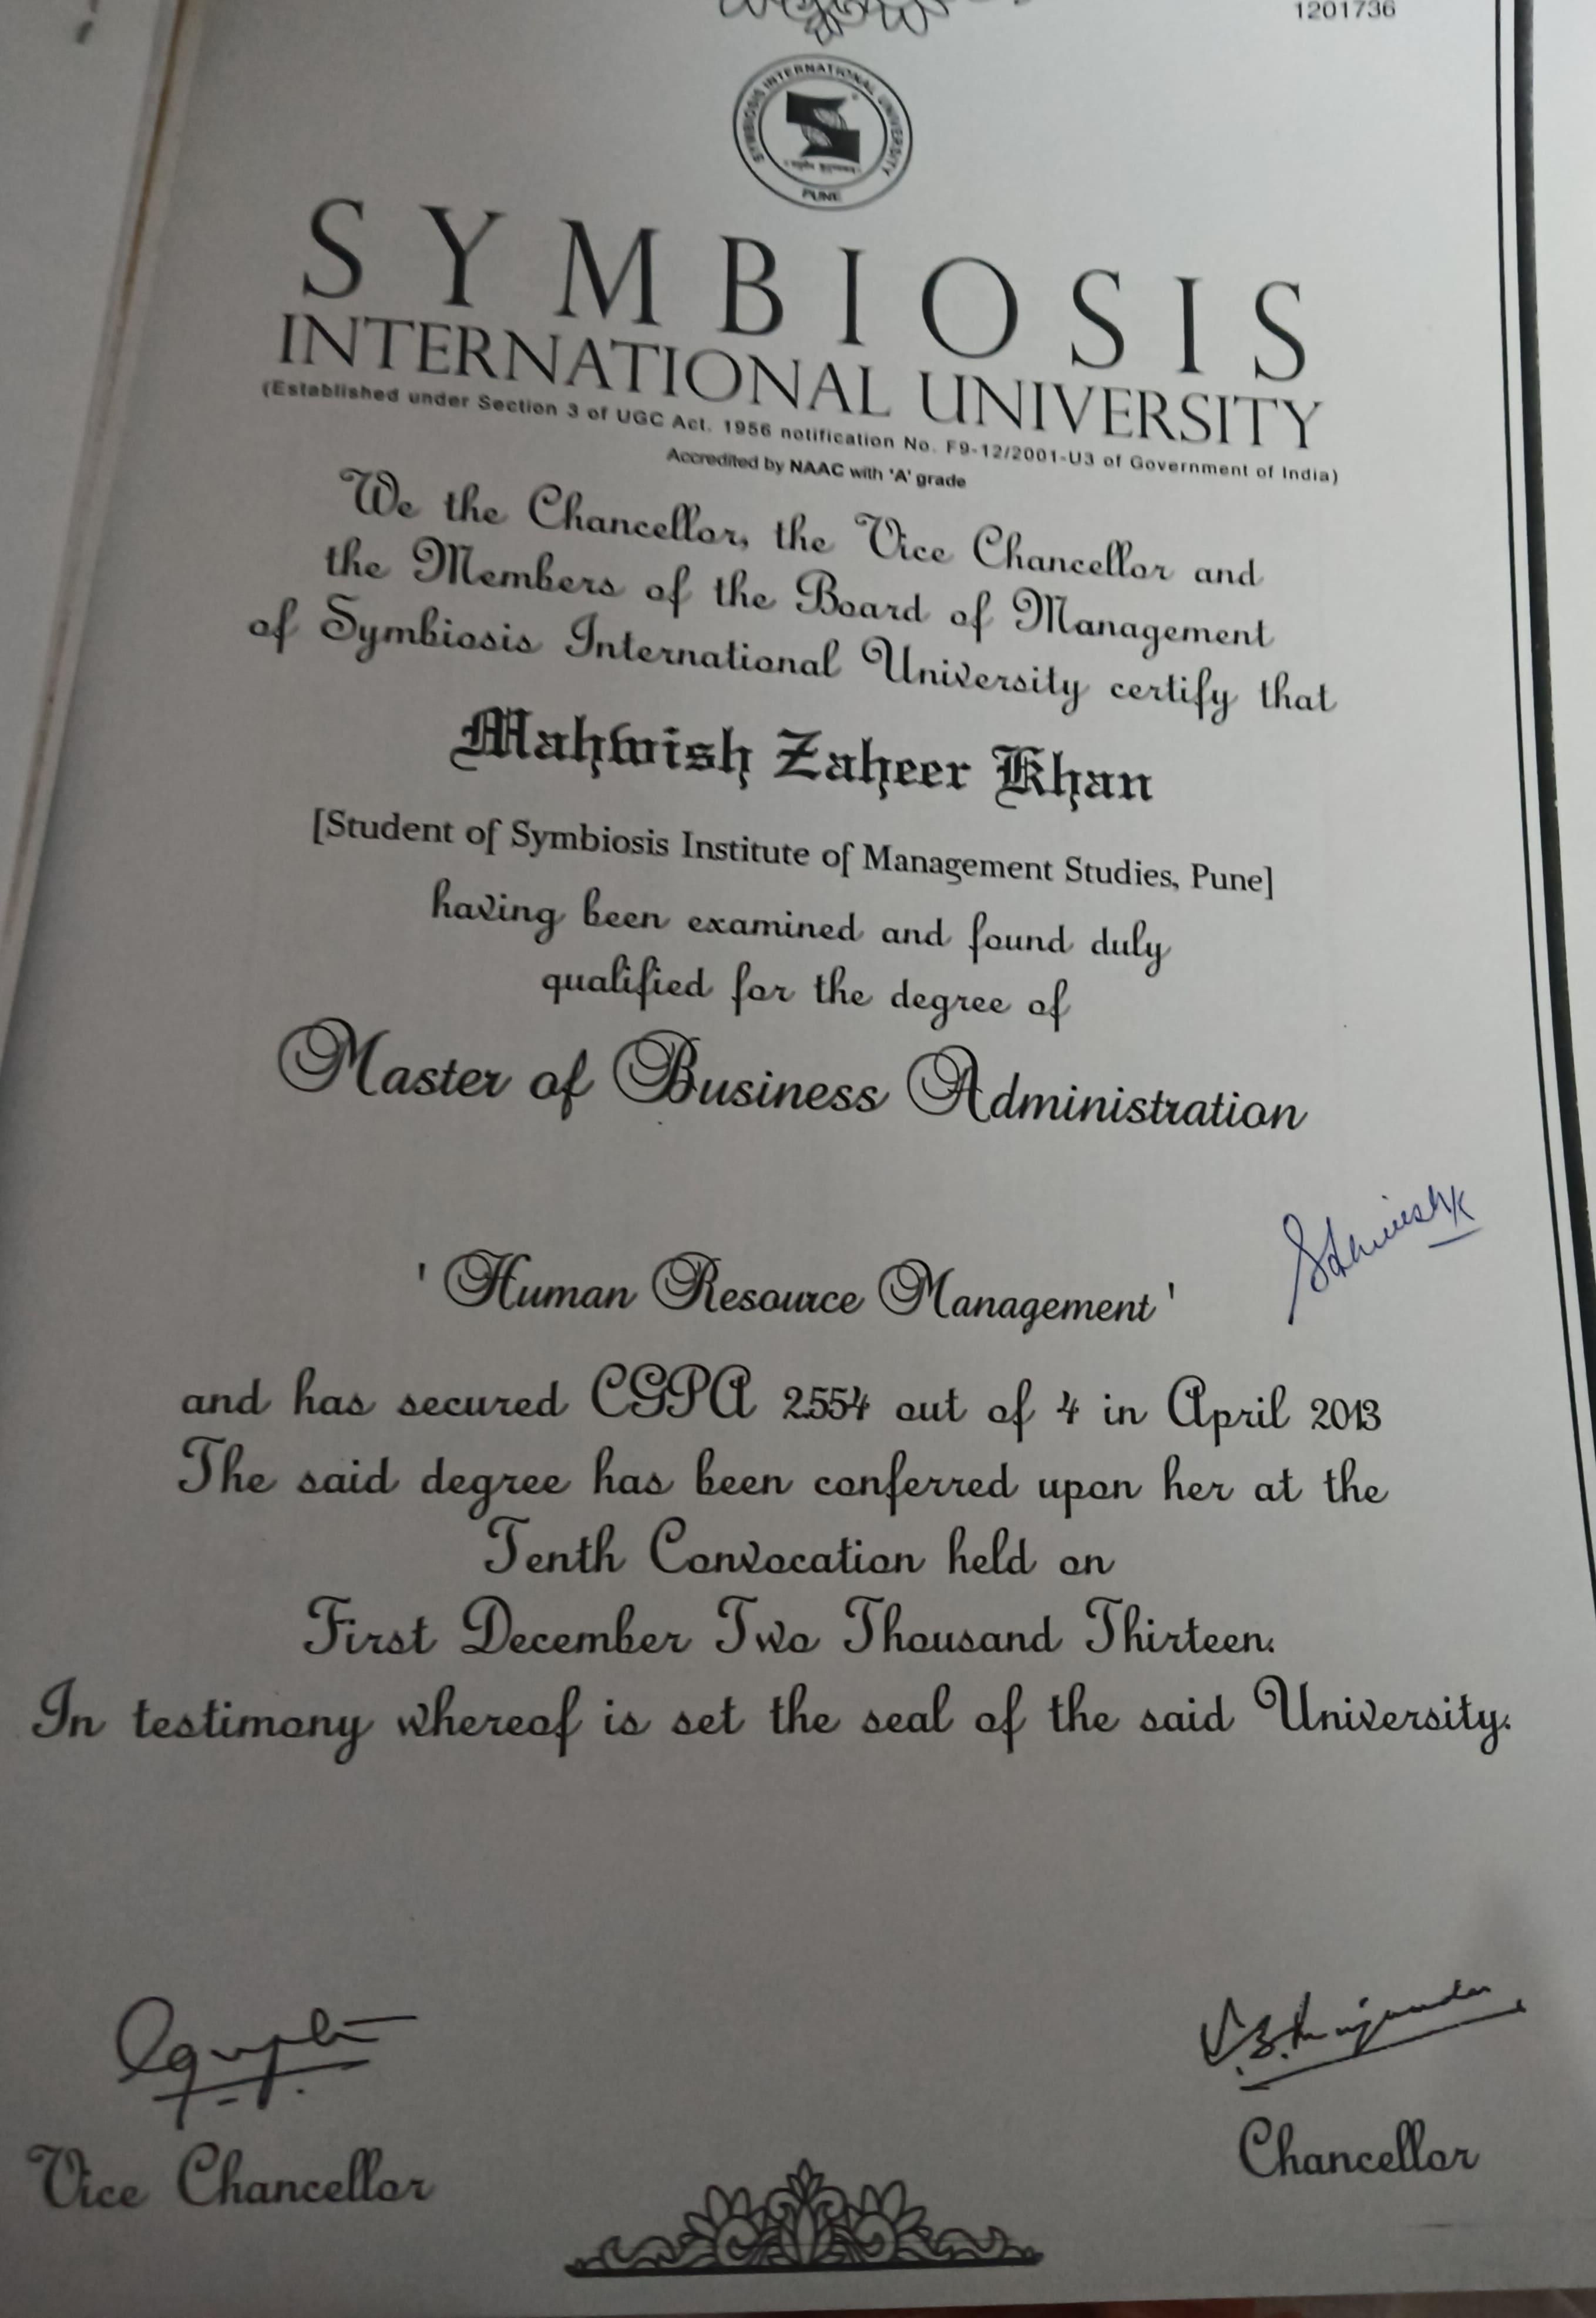 1201736
SYMBIOSIS INTERNATIONAL UNIVERSITY
PUNE
SYMBIOSIS
INTERNATIONAL UNIVERSITY
(Established under Section 3 of UGC Act. 1956 notification No. F9-12/2001-U3 of Government of India)
Accredited by NAAC with 'A' grade
We the Chancellor, the Vice Chancellor and
the Members of the Board of Management
of Symbiosis International University certify that
Mahwish Zaheer Khan
[Student of Symbiosis Institute of Management Studies, Pune]
having been examined and found duly
qualified for the degree of
Master of Business Administration
' Human Resource Management '
and has secured CGPA 2.554 out of 4 in April 2013
The said degree has been conferred upon her at the
Tenth Convocation held on
First December Two Thousand Thirteen.
In testimony whereof is set the seal of the said University.
Vice Chancellor
Chancellor